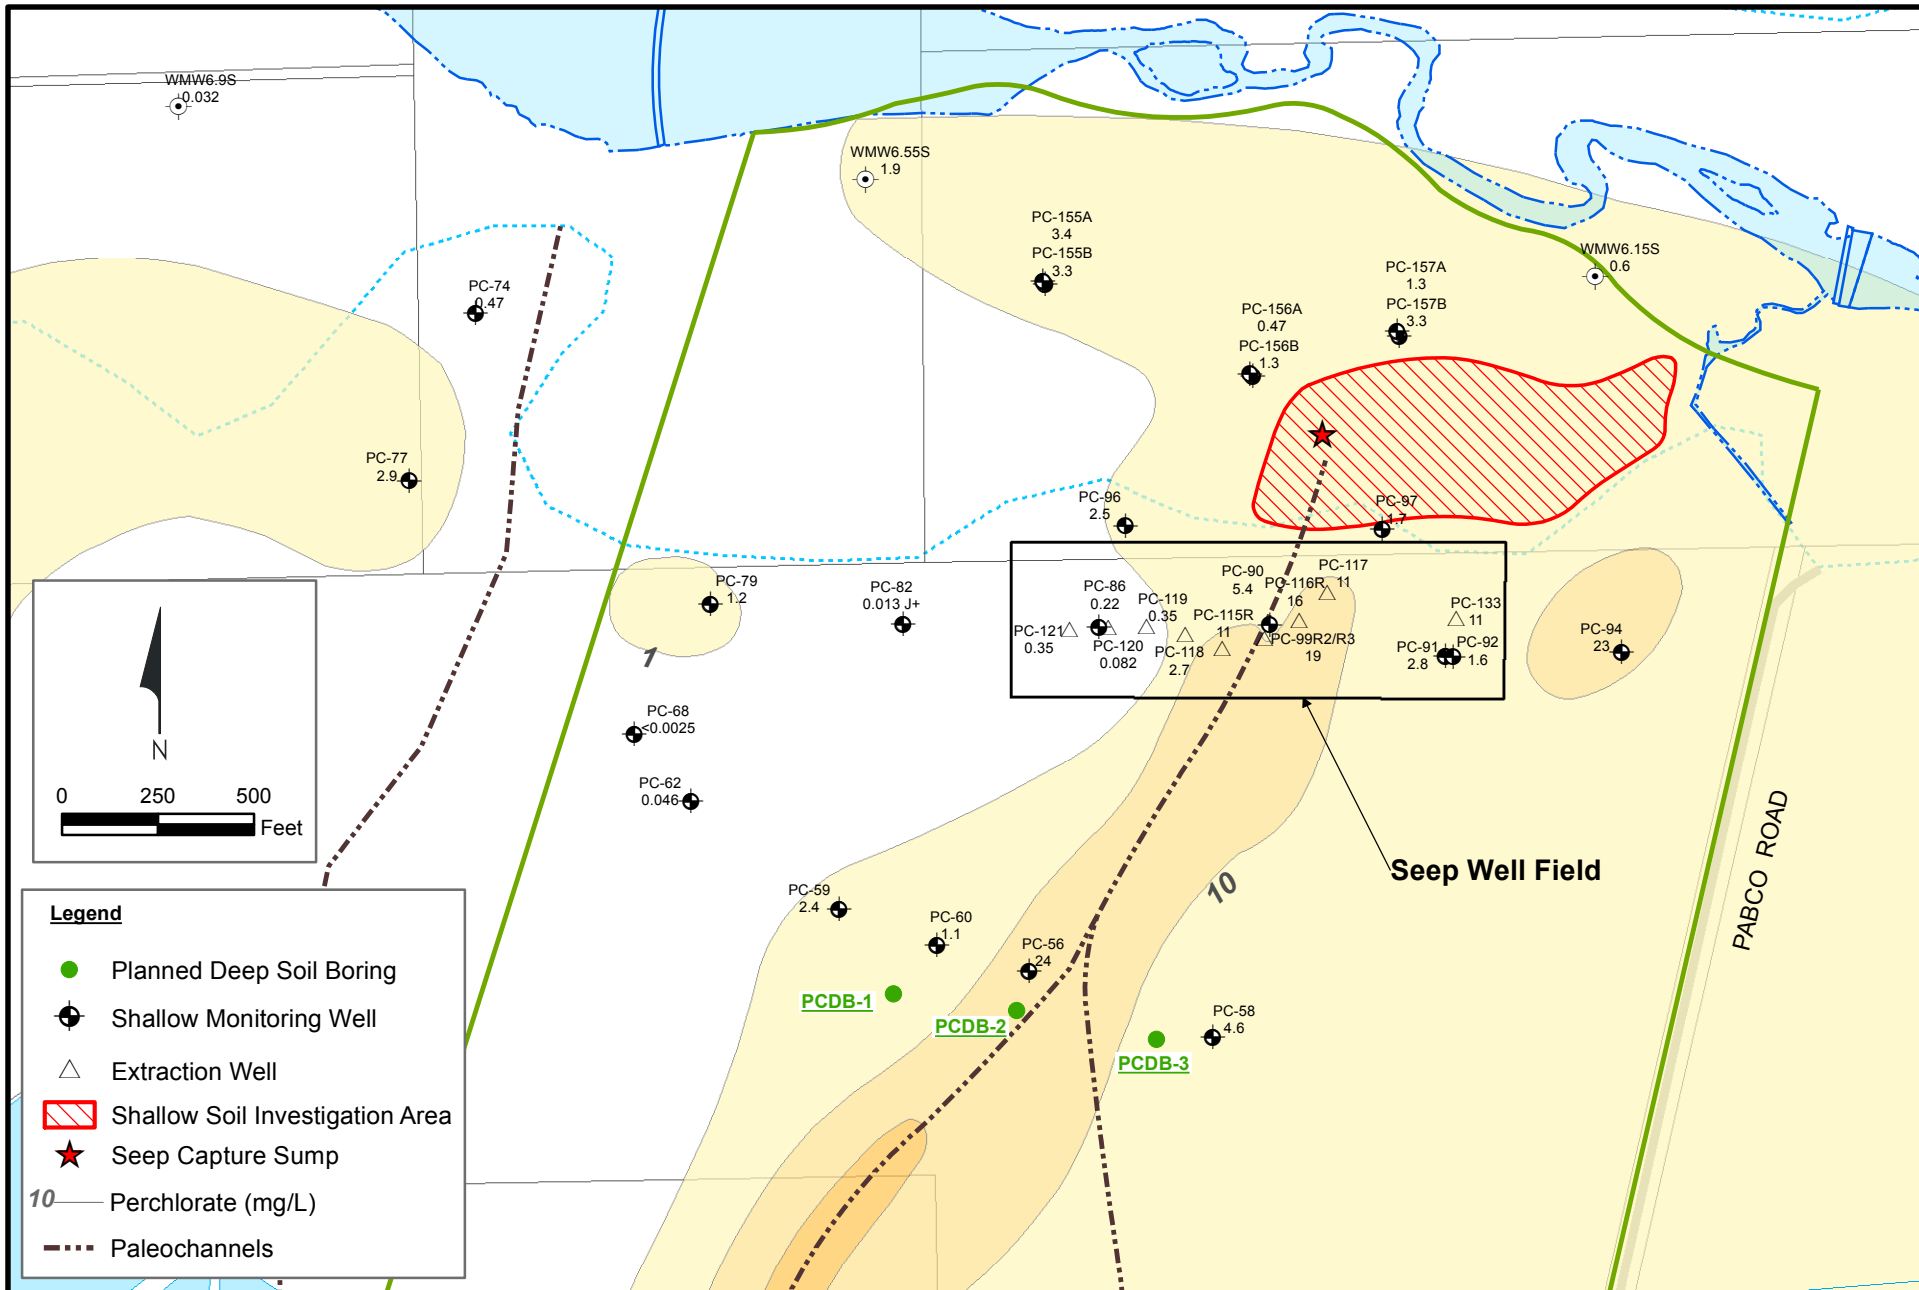 WMW6.9S
0.032
WMW6.55S
1.9
PC-155A
3.4
PC-155B
3.3
PC-157A
1.3
PC-157B
3.3
WMW6.15S
0.6
PC-74
0.47
PC-156A
0.47
PC-156B
1.3
PC-77
2.9
PC-96
2.5
PC-97
1.7
PC-79
1.2
PC-82
0.013 J+
PC-86
0.22
PC-119
0.35
PC-121
0.35
PC-120
0.082
PC-118
2.7
PC-115R
11
PC-90
5.4
PC-116R
16
PC-117
11
PC-99R2/R3
19
PC-133
11
PC-91
2.8
PC-92
1.6
PC-94
23
1
PC-68
<0.0025
PC-62
0.046
N
0 250 500
Feet
Seep Well Field
10
PABCO ROAD
PC-59
2.4
PC-60
1.1
PC-56
24
PC-58
4.6
PCDB-1
PCDB-2
PCDB-3
Legend
Planned Deep Soil Boring
Shallow Monitoring Well
Extraction Well
Shallow Soil Investigation Area
Seep Capture Sump
10 Perchlorate (mg/L)
Paleochannels